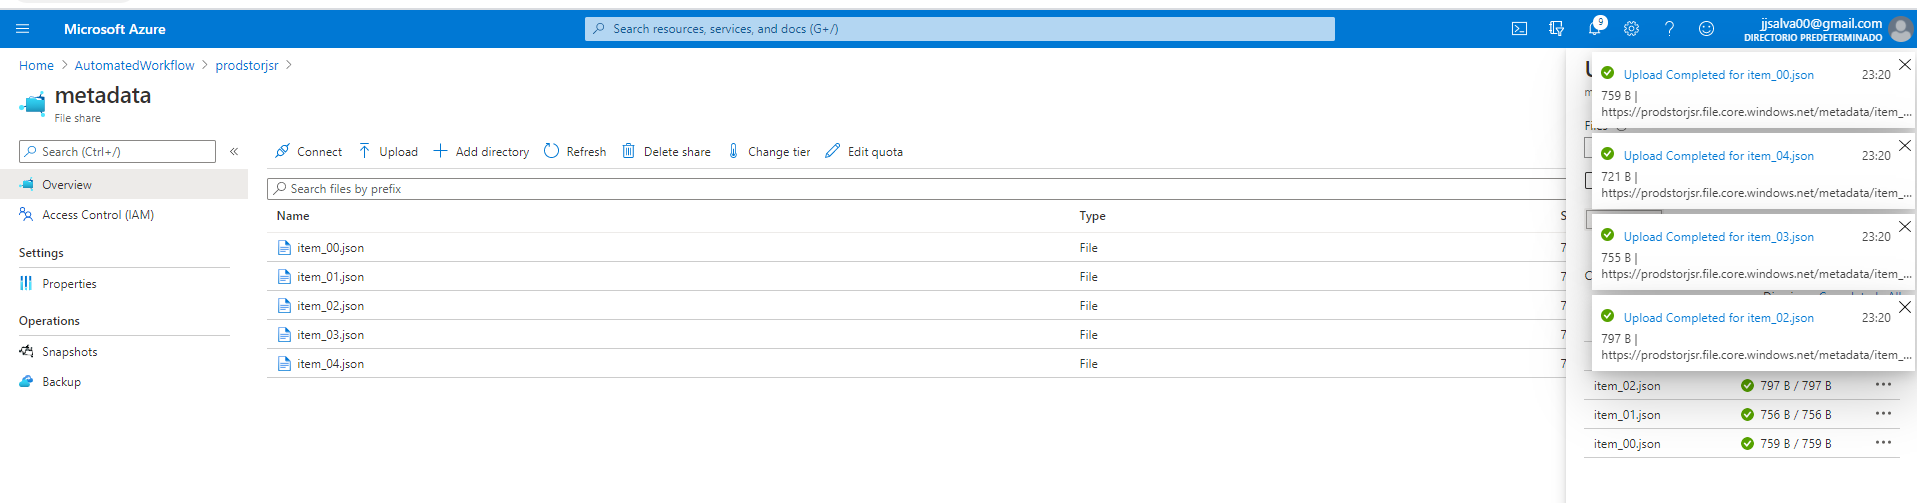 Microsoft Azure
Search resources, services, and docs (G+/)
9
jjsalva00@gmail.com
DIRECTORIO PREDETERMINADO
Home > AutomatedWorkflow > prodstorjsr >
metadata
File share
Search (Ctrl+/)
«
Overview
Access Control (IAM)
Settings
Properties
Operations
Snapshots
Backup
Connect Upload Add directory Refresh Delete share Change tier Edit quota
Search files by prefix
Name Type
item_00.json File 7
item_01.json File 7
item_02.json File 7
item_03.json File 7
item_04.json File 7
Upload Completed for item_00.json 23:20
759 B |
https://prodstorjsr.file.core.windows.net/metadata/item_...
Files
Upload Completed for item_04.json 23:20
721 B |
https://prodstorjsr.file.core.windows.net/metadata/item_...
Upload Completed for item_03.json 23:20
755 B |
https://prodstorjsr.file.core.windows.net/metadata/item_...
Upload Completed for item_02.json 23:20
797 B |
https://prodstorjsr.file.core.windows.net/metadata/item_...
item_02.json 797 B / 797 B ...
item_01.json 756 B / 756 B ...
item_00.json 759 B / 759 B ...